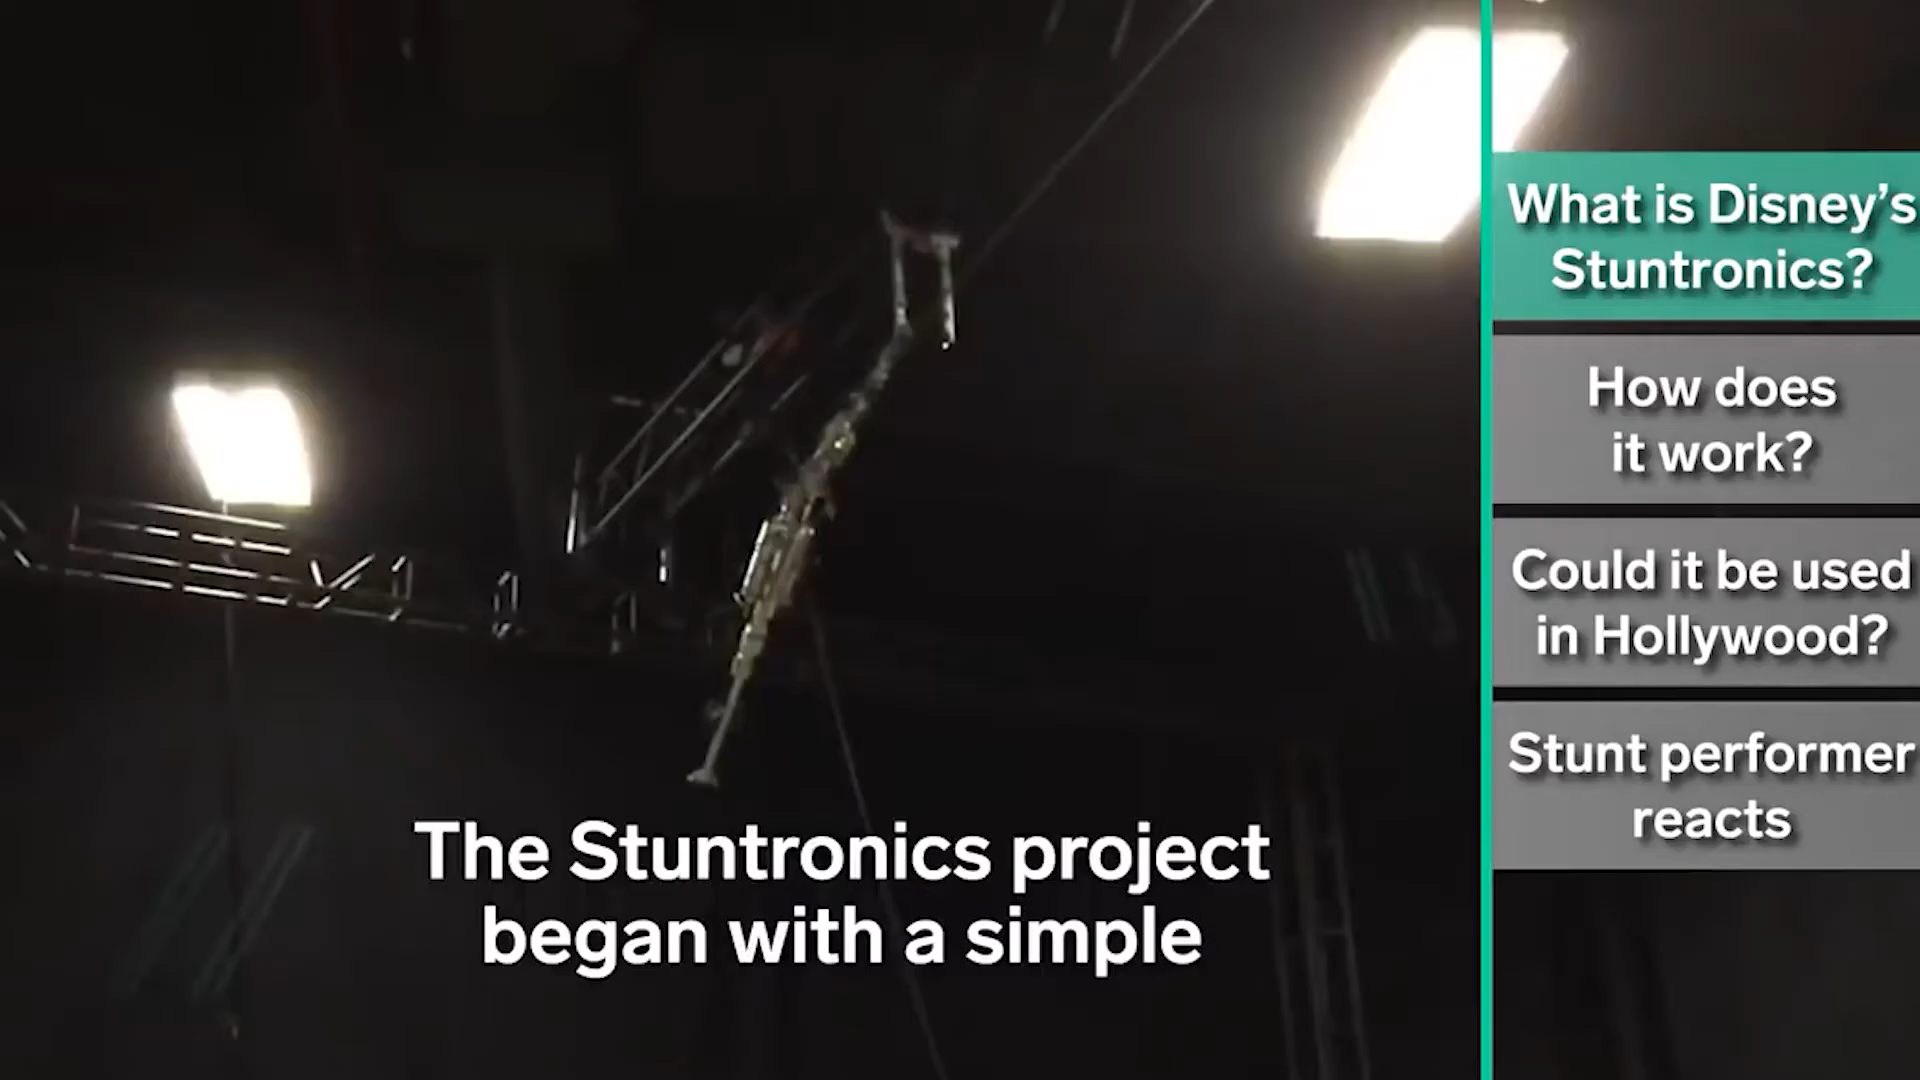 What is Disney's
Stuntronics?
How does
it work?
Could it be used
in Hollywood?
Stunt performer
reacts
The Stuntronics project
began with a simple